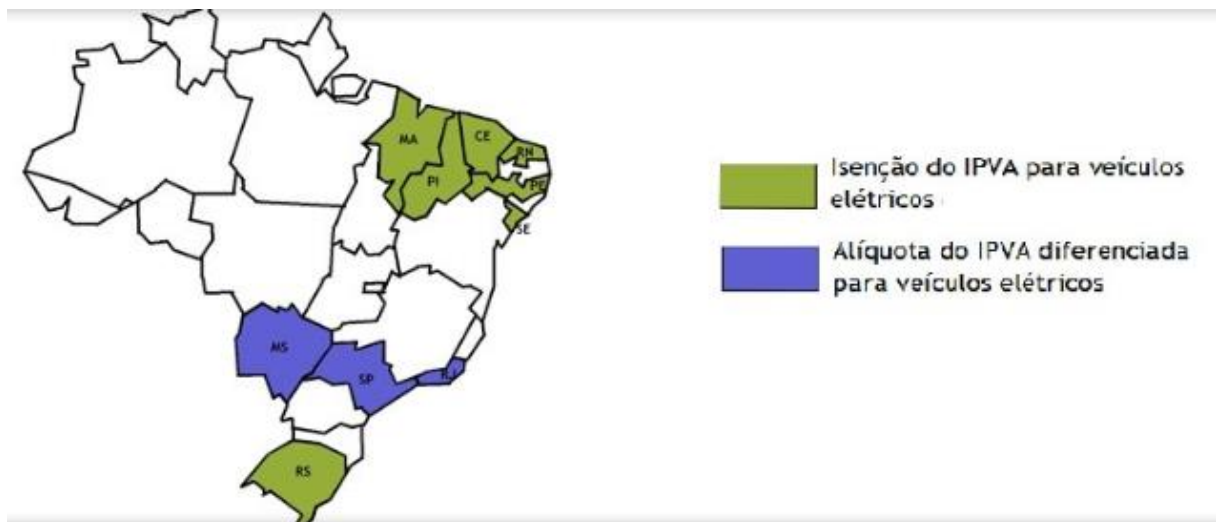 MA
CE
RN
PI
PE
SE
MS
SP
RJ
RS
Isenção do IPVA para veículos
elétricos
Alíquota do IPVA diferenciada
para veículos elétricos